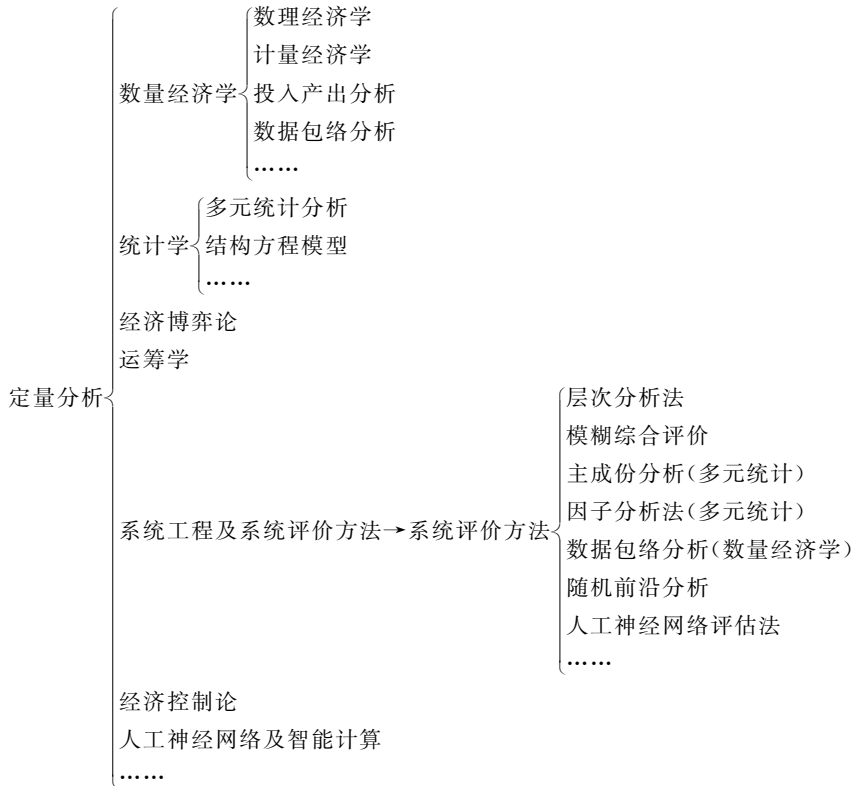 数理经济学
计量经济学
数量经济学
投入产出分析
数据包络分析
……
多元统计分析
统计学
结构方程模型
……
经济博弈论
运筹学
定量分析
层次分析法
模糊综合评价
主成份分析(多元统计)
因子分析法(多元统计)
系统工程及系统评价方法→系统评价方法
数据包络分析(数量经济学)
随机前沿分析
人工神经网络评估法
……
经济控制论
人工神经网络及智能计算
……